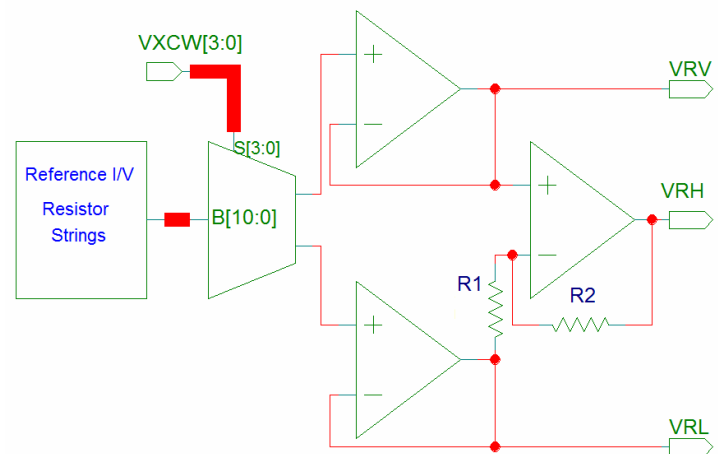 VXCW[3:0]
VRV
S[3:0]
Reference I/V
Resistor
Strings
B[10:0]
VRH
R1
R2
VRL
+
−
+
−
+
−